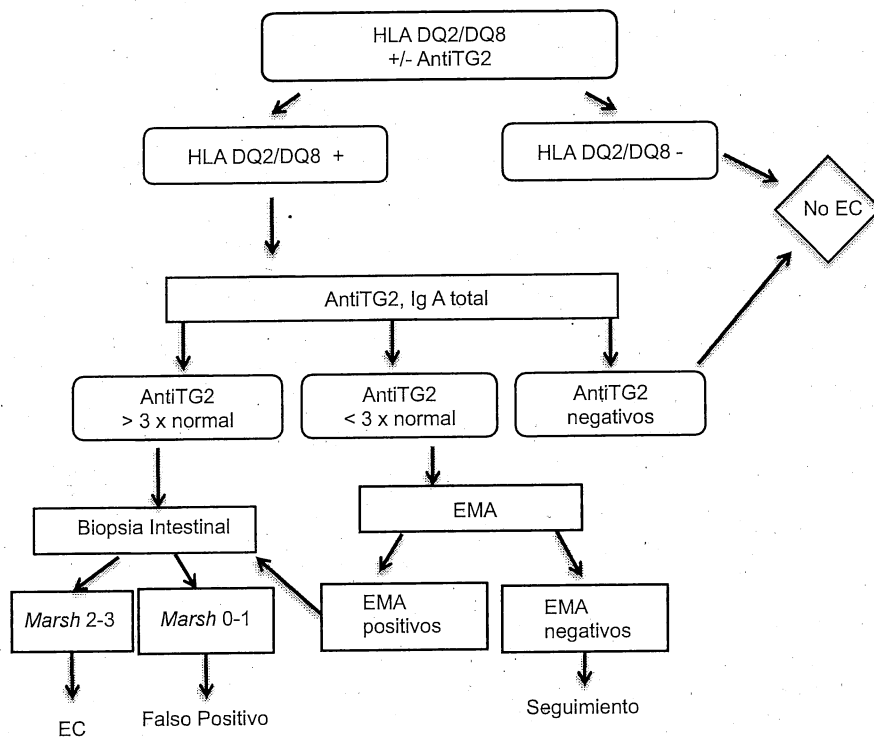 HLA DQ2/DQ8
+/- AntiTG2
HLA DQ2/DQ8 +
HLA DQ2/DQ8 -
No EC
AntiTG2, Ig A total
AntiTG2
> 3 x normal
AntiTG2
< 3 x normal
AntiTG2
negativos
Biopsia Intestinal
EMA
Marsh 2-3
Marsh 0-1
EMA
positivos
EMA
negativos
EC
Falso Positivo
Seguimiento